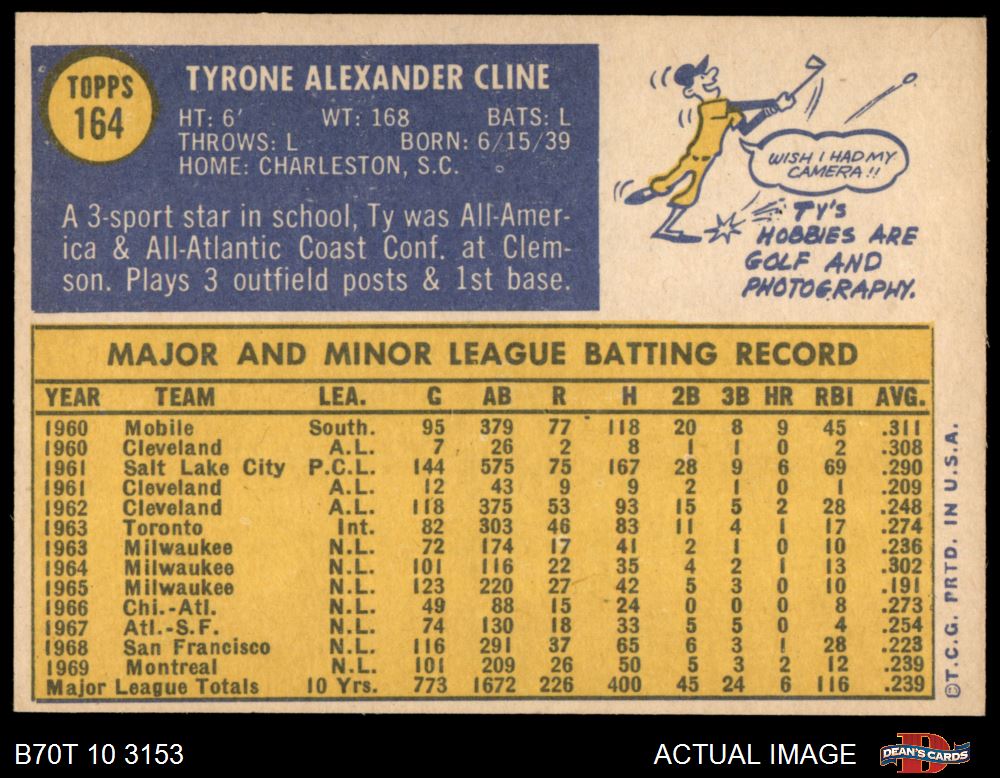 TOPPS
164
TYRONE ALEXANDER CLINE
HT: 6' WT: 168 BATS: L
THROWS: L BORN: 6/15/39
HOME: CHARLESTON, S.C.
A 3-sport star in school, Ty was All-Amer-
ica & All-Atlantic Coast Conf. at Clem-
son. Plays 3 outfield posts & 1st base.
WISH I HAD MY
CAMERA!!
TY'S
HOBBIES ARE
GOLF AND
PHOTOGRAPHY.
MAJOR AND MINOR LEAGUE BATTING RECORD
YEAR TEAM LEA. G AB R H 2B 3B HR RBI AVG.
1960 Mobile South. 95 379 77 118 20 8 9 45 .311
1960 Cleveland A.L. 7 26 2 8 1 1 0 2 .308
1961 Salt Lake City P.C.L. 144 575 75 167 28 9 6 69 .290
1961 Cleveland A.L. 12 43 9 9 2 1 0 1 .209
1962 Cleveland A.L. 118 375 53 93 15 5 2 28 .248
1963 Toronto Int. 82 303 46 83 11 4 1 17 .274
1963 Milwaukee N.L. 72 174 17 41 2 1 0 10 .236
1964 Milwaukee N.L. 101 116 22 35 4 2 1 13 .302
1965 Milwaukee N.L. 123 220 27 42 5 3 0 10 .191
1966 Chi.-Atl. N.L. 49 88 15 24 0 0 0 8 .273
1967 Atl.-S.F. N.L. 74 130 18 33 5 5 0 4 .254
1968 San Francisco N.L. 116 291 37 65 6 3 1 28 .223
1969 Montreal N.L. 101 209 26 50 5 3 2 12 .239
Major League Totals 10 Yrs. 773 1672 226 400 45 24 6 116 .239
©T.C.G. PRTD. IN U.S.A.
B70T 10 3153
ACTUAL IMAGE
D
DEAN'S CARDS